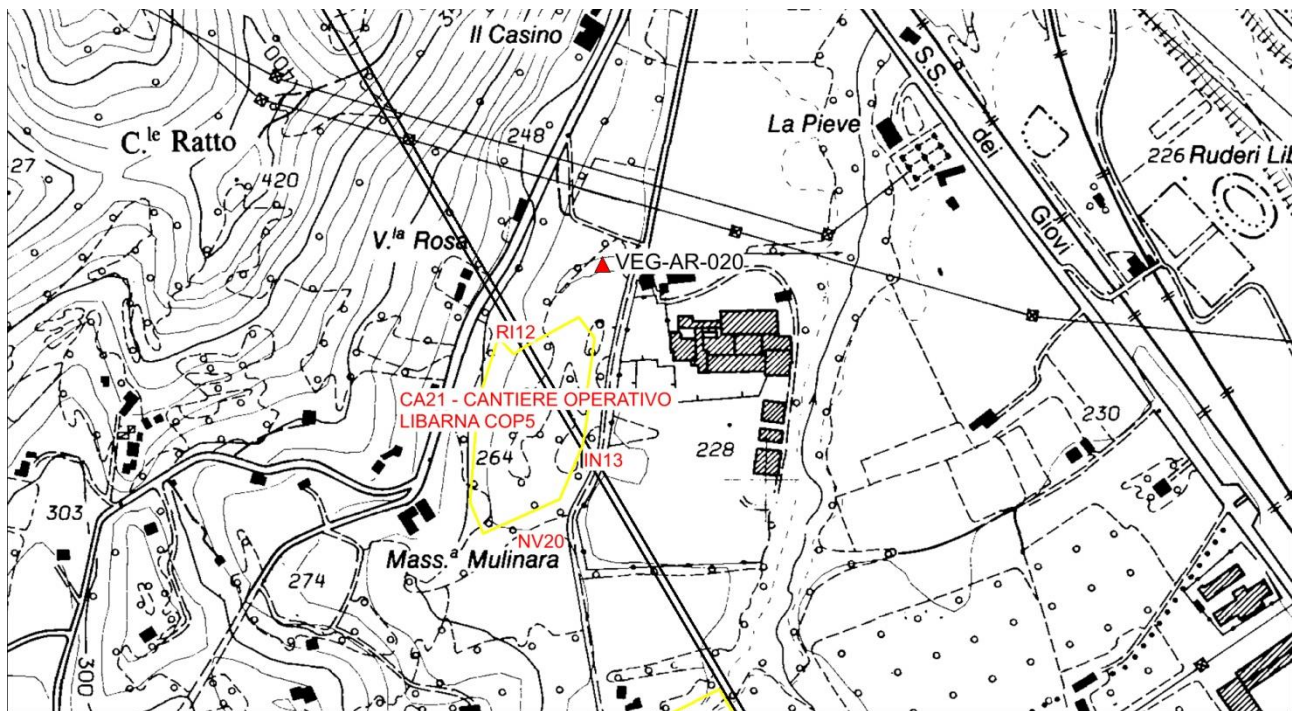 Il Casino
400
C.le Ratto
248
La Pieve
S.S. dei Giovi
226 Ruderi Lib
27
420
V.la Rosa
VEG-AR-020
RI12
CA21 - CANTIERE OPERATIVO
LIBARNA COP5
230
264
228
IN13
303
NV20
Mass.a Mulinara
274
300